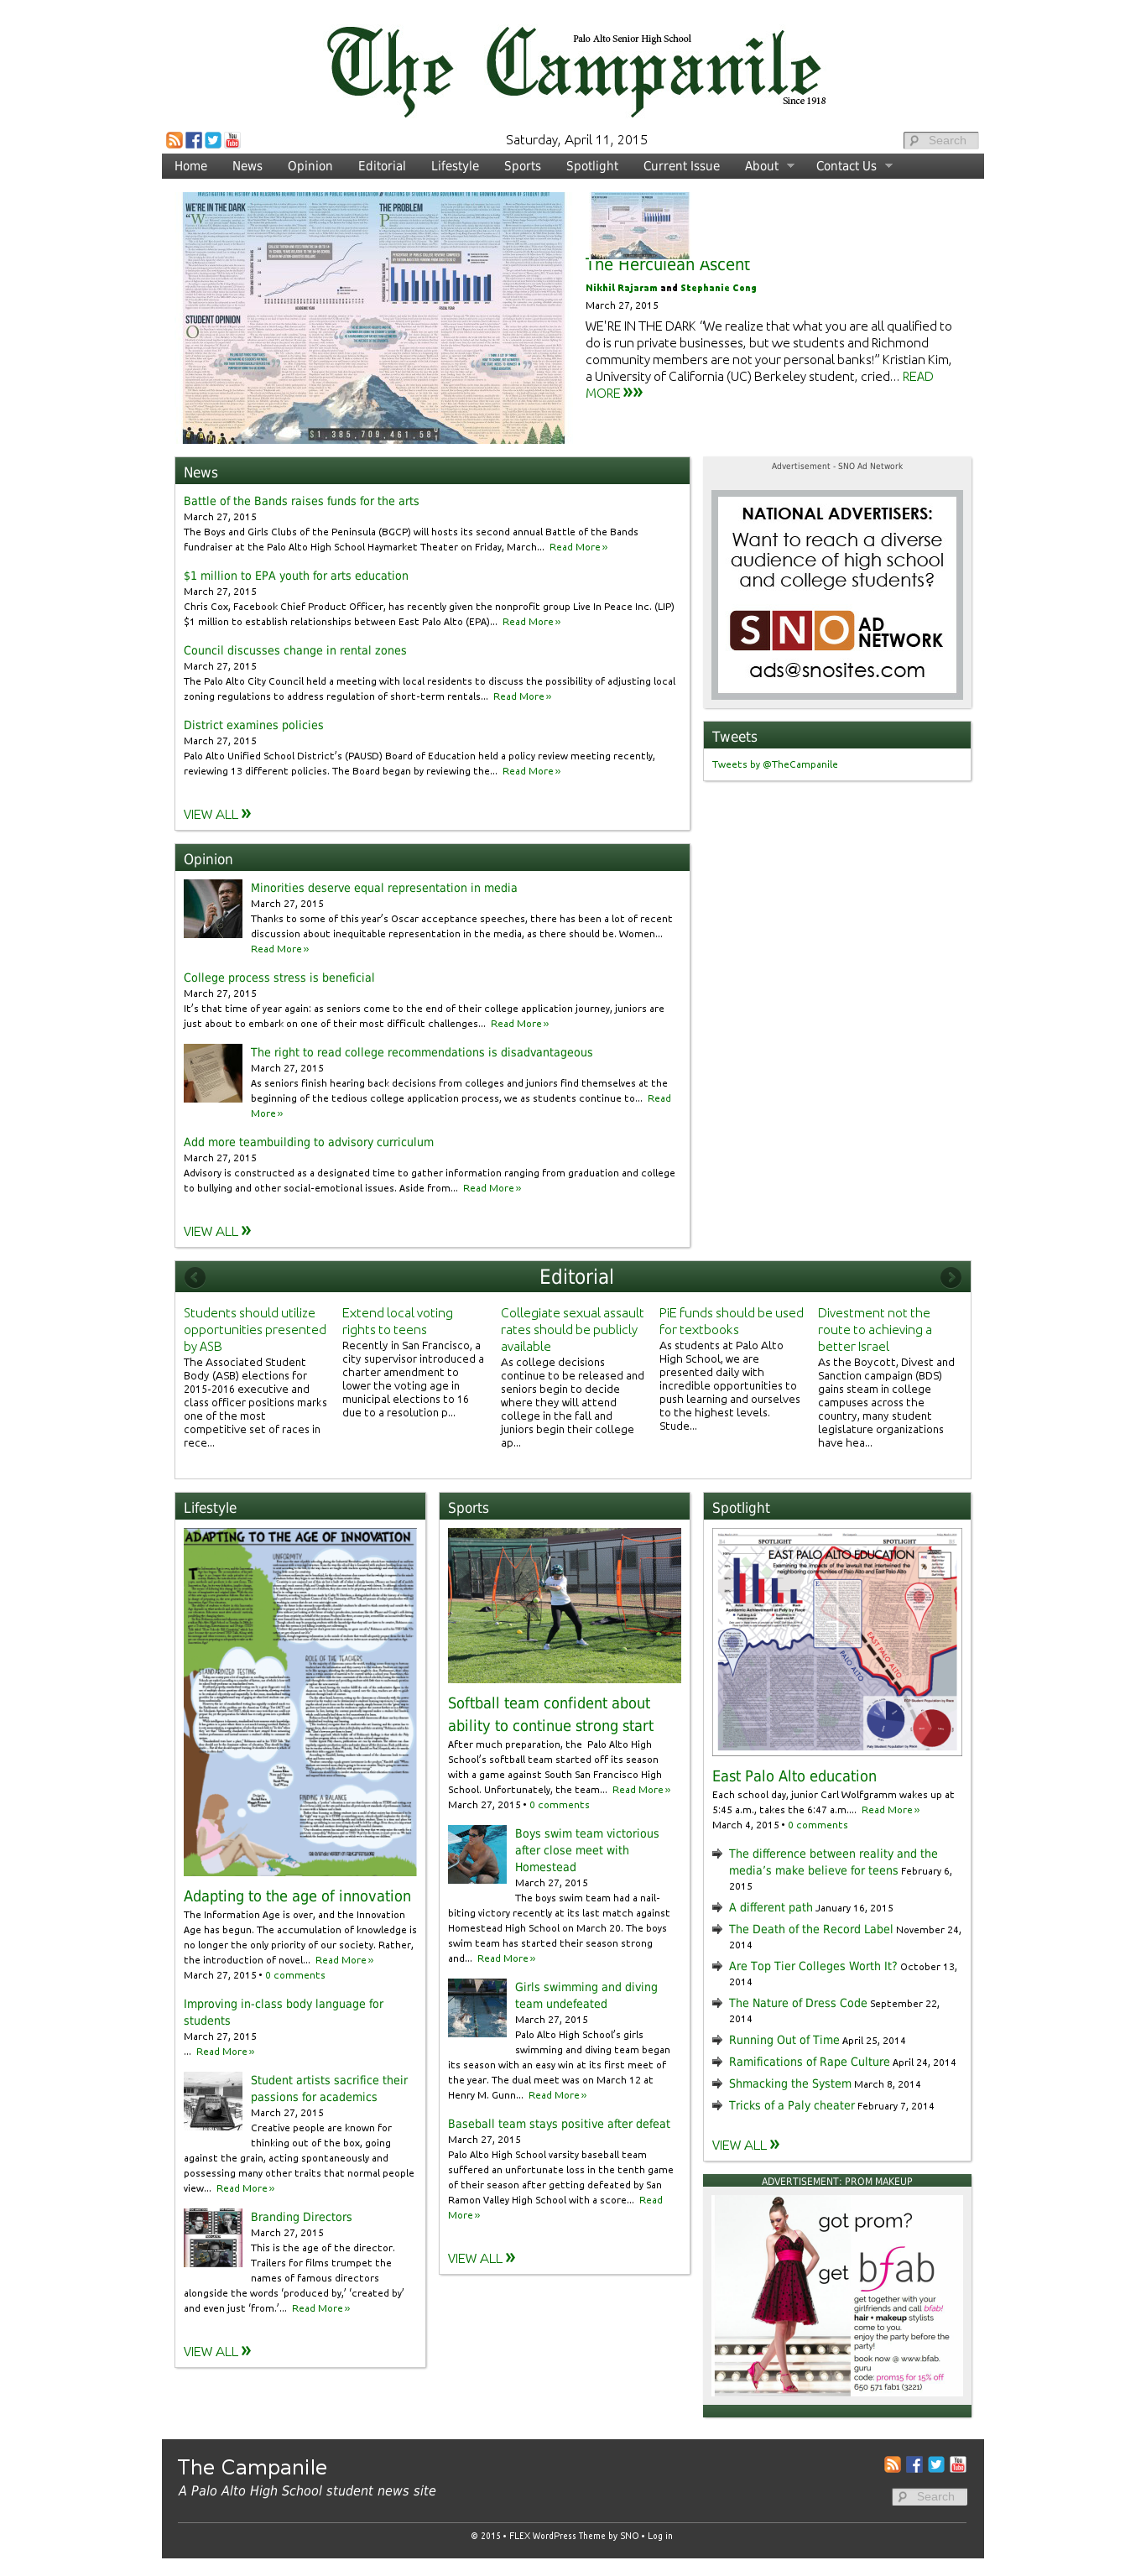 The Campanile
Palo Alto Senior High School
Since 1918
Saturday, April 11, 2015
Search
Home News Opinion Editorial Lifestyle Sports Spotlight Current Issue About Contact Us
WE'RE IN THE DARK
THE PROBLEM
STUDENT OPINION
$1,385,709,461,58
The Herculean Ascent
Nikhil Rajaram and Stephanie Cong
March 27, 2015
WE'RE IN THE DARK “We realize that what you are all qualified to
do is run private businesses, but we students and Richmond
community members are not your personal banks!” Kristian Kim,
a University of California (UC) Berkeley student, cried... READ
MORE »
News
Battle of the Bands raises funds for the arts
March 27, 2015
The Boys and Girls Clubs of the Peninsula (BGCP) will hosts its second annual Battle of the Bands
fundraiser at the Palo Alto High School Haymarket Theater on Friday, March... Read More »
$1 million to EPA youth for arts education
March 27, 2015
Chris Cox, Facebook Chief Product Officer, has recently given the nonprofit group Live In Peace Inc. (LIP)
$1 million to establish relationships between East Palo Alto (EPA)... Read More »
Council discusses change in rental zones
March 27, 2015
The Palo Alto City Council held a meeting with local residents to discuss the possibility of adjusting local
zoning regulations to address regulation of short-term rentals... Read More »
District examines policies
March 27, 2015
Palo Alto Unified School District’s (PAUSD) Board of Education held a policy review meeting recently,
reviewing 13 different policies. The Board began by reviewing the... Read More »
VIEW ALL »
Advertisement - SNO Ad Network
NATIONAL ADVERTISERS:
Want to reach a diverse
audience of high school
and college students?
SNO AD
NETWORK
ads@snosites.com
Tweets
Tweets by @TheCampanile
Opinion
Minorities deserve equal representation in media
March 27, 2015
Thanks to some of this year’s Oscar acceptance speeches, there has been a lot of recent
discussion about inequitable representation in the media, as there should be. Women...
Read More »
College process stress is beneficial
March 27, 2015
It’s that time of year again: as seniors come to the end of their college application journey, juniors are
just about to embark on one of their most difficult challenges... Read More »
The right to read college recommendations is disadvantageous
March 27, 2015
As seniors finish hearing back decisions from colleges and juniors find themselves at the
beginning of the tedious college application process, we as students continue to... Read
More »
Add more teambuilding to advisory curriculum
March 27, 2015
Advisory is constructed as a designated time to gather information ranging from graduation and college
to bullying and other social-emotional issues. Aside from... Read More »
VIEW ALL »
Editorial
Students should utilize
opportunities presented
by ASB
The Associated Student
Body (ASB) elections for
2015-2016 executive and
class officer positions marks
one of the most
competitive set of races in
rece...
Extend local voting
rights to teens
Recently in San Francisco, a
city supervisor introduced a
charter amendment to
lower the voting age in
municipal elections to 16
due to a resolution p...
Collegiate sexual assault
rates should be publicly
available
As college decisions
continue to be released and
seniors begin to decide
where they will attend
college in the fall and
juniors begin their college
ap...
PiE funds should be used
for textbooks
As students at Palo Alto
High School, we are
presented daily with
incredible opportunities to
push learning and ourselves
to the highest levels.
Stude...
Divestment not the
route to achieving a
better Israel
As the Boycott, Divest and
Sanction campaign (BDS)
gains steam in college
campuses across the
country, many student
legislature organizations
have hea...
Lifestyle
ADAPTING TO THE AGE OF INNOVATION
UNIFORMITY
STANDARDIZED TESTING
ROLE OF THE TEACHERS
FINDING A BALANCE
Adapting to the age of innovation
The Information Age is over, and the Innovation
Age has begun. The accumulation of knowledge is
no longer the only priority of our society. Rather,
the introduction of novel... Read More »
March 27, 2015 • 0 comments
Improving in-class body language for
students
March 27, 2015
... Read More »
Student artists sacrifice their
passions for academics
March 27, 2015
Creative people are known for
thinking out of the box, going
against the grain, acting spontaneously and
possessing many other traits that normal people
view... Read More »
Branding Directors
March 27, 2015
This is the age of the director.
Trailers for films trumpet the
names of famous directors
alongside the words ‘produced by,’ ‘created by’
and even just ‘from.’... Read More »
VIEW ALL »
Sports
Softball team confident about
ability to continue strong start
After much preparation, the Palo Alto High
School’s softball team started off its season
with a game against South San Francisco High
School. Unfortunately, the team... Read More »
March 27, 2015 • 0 comments
Boys swim team victorious
after close meet with
Homestead
March 27, 2015
The boys swim team had a nail-
biting victory recently at its last match against
Homestead High School on March 20. The boys
swim team has started their season strong
and... Read More »
Girls swimming and diving
team undefeated
March 27, 2015
Palo Alto High School’s girls
swimming and diving team began
its season with an easy win at its first meet of
the year. The dual meet was on March 12 at
Henry M. Gunn... Read More »
Baseball team stays positive after defeat
March 27, 2015
Palo Alto High School varsity baseball team
suffered an unfortunate loss in the tenth game
of their season after getting defeated by San
Ramon Valley High School with a score... Read
More »
VIEW ALL »
Spotlight
SPOTLIGHT
SPOTLIGHT
EAST PALO ALTO EDUCATION
EAST PALO ALTO
PALO ALTO
East Palo Alto education
Each school day, junior Carl Wolfgramm wakes up at
5:45 a.m., takes the 6:47 a.m.... Read More »
March 4, 2015 • 0 comments
The difference between reality and the
media’s make believe for teens February 6,
2015
A different path January 16, 2015
The Death of the Record Label November 24,
2014
Are Top Tier Colleges Worth It? October 13,
2014
The Nature of Dress Code September 22,
2014
Running Out of Time April 25, 2014
Ramifications of Rape Culture April 24, 2014
Shmacking the System March 8, 2014
Tricks of a Paly cheater February 7, 2014
VIEW ALL »
ADVERTISEMENT: PROM MAKEUP
got prom?
get bfab
get together with your
girlfriends and call bfab!
hair + makeup stylists
come to you.
enjoy the party before the
party!
book now @ www.bfab.
guru
code: prom15 for 15% off
650 571 fab1 (3221)
The Campanile
A Palo Alto High School student news site
Search
© 2015 • FLEX WordPress Theme by SNO • Log in